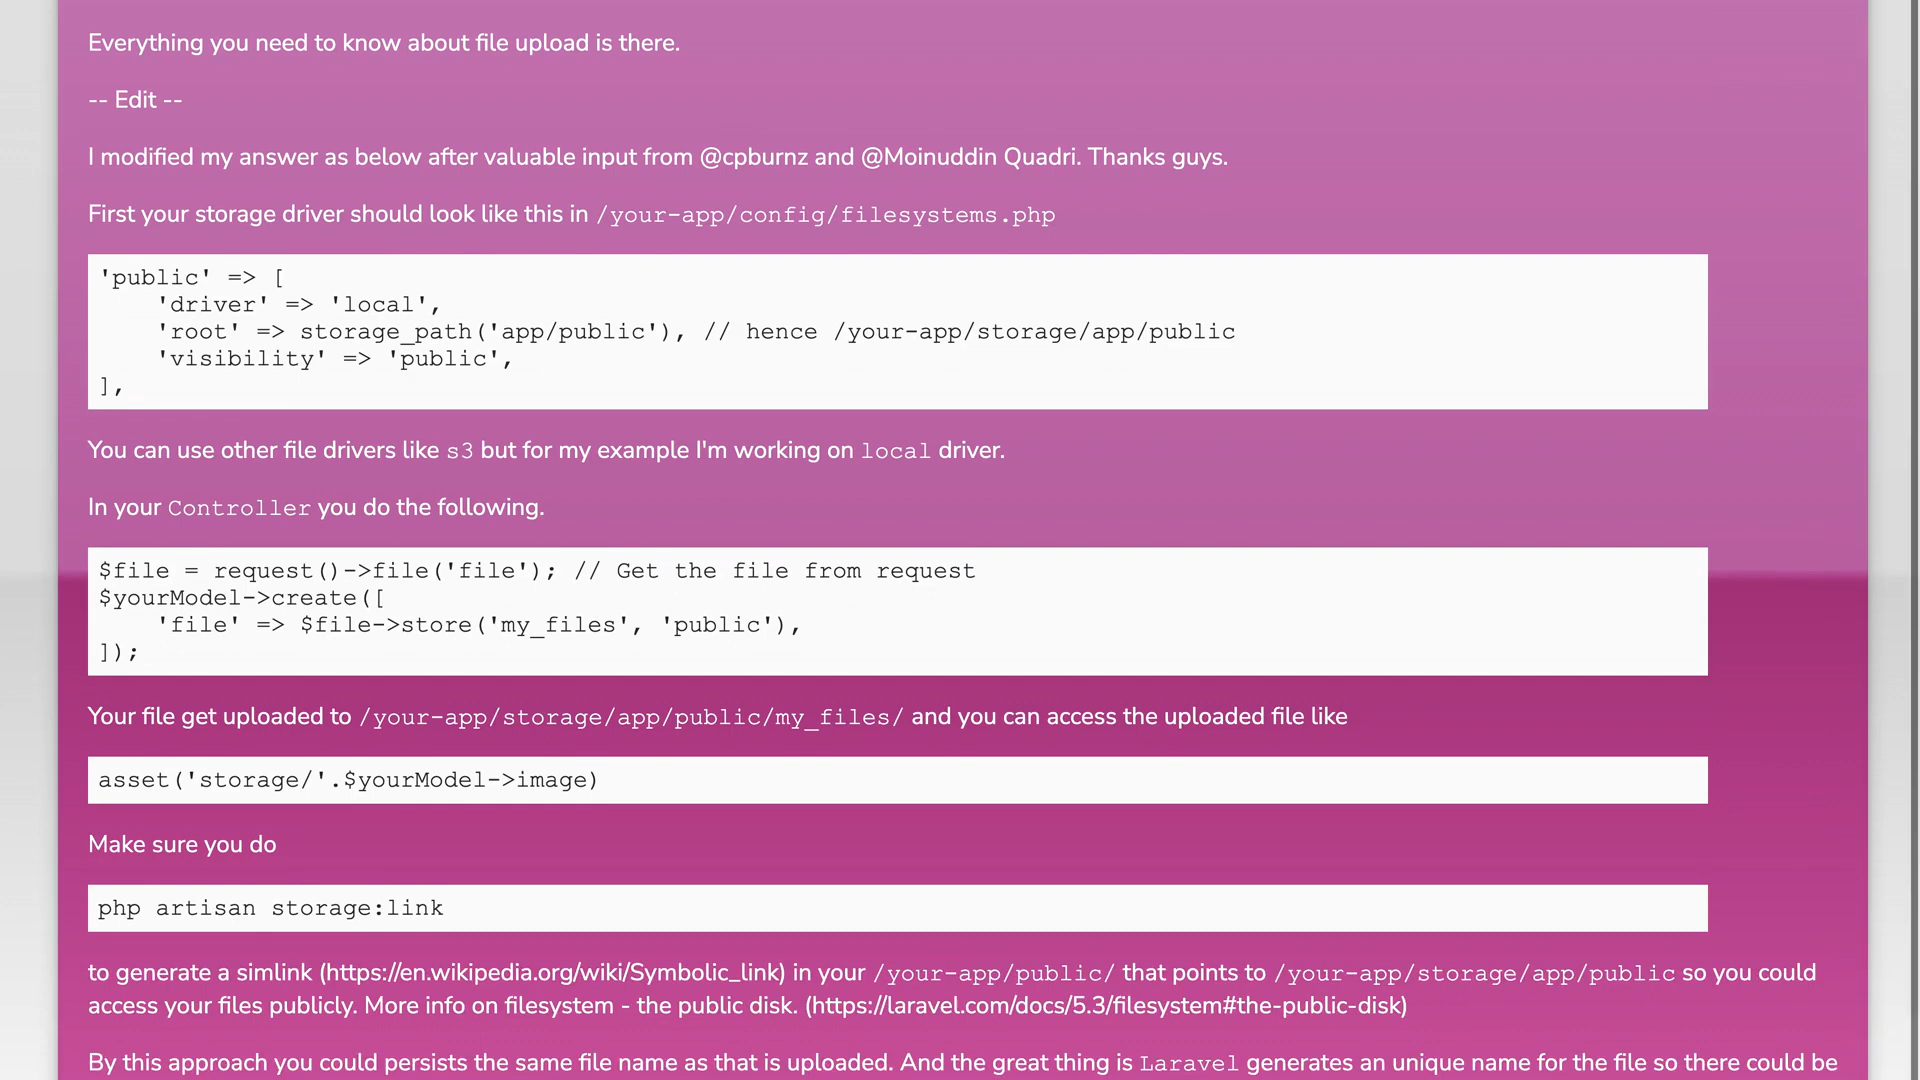 Everything you need to know about file upload is there.
-- Edit --
I modified my answer as below after valuable input from @cpburnz and @Moinuddin Quadri. Thanks guys.
First your storage driver should look like this in /your-app/config/filesystems.php
'public' => [
    'driver' => 'local',
    'root' => storage_path('app/public'), // hence /your-app/storage/app/public
    'visibility' => 'public',
],
You can use other file drivers like s3 but for my example I'm working on local driver.
In your Controller you do the following.
$file = request()->file('file'); // Get the file from request
$yourModel->create([
    'file' => $file->store('my_files', 'public'),
]);
Your file get uploaded to /your-app/storage/app/public/my_files/ and you can access the uploaded file like
asset('storage/'.$yourModel->image)
Make sure you do
php artisan storage:link
to generate a simlink (https://en.wikipedia.org/wiki/Symbolic_link) in your /your-app/public/ that points to /your-app/storage/app/public so you could
access your files publicly. More info on filesystem - the public disk. (https://laravel.com/docs/5.3/filesystem#the-public-disk)
By this approach you could persists the same file name as that is uploaded. And the great thing is Laravel generates an unique name for the file so there could be